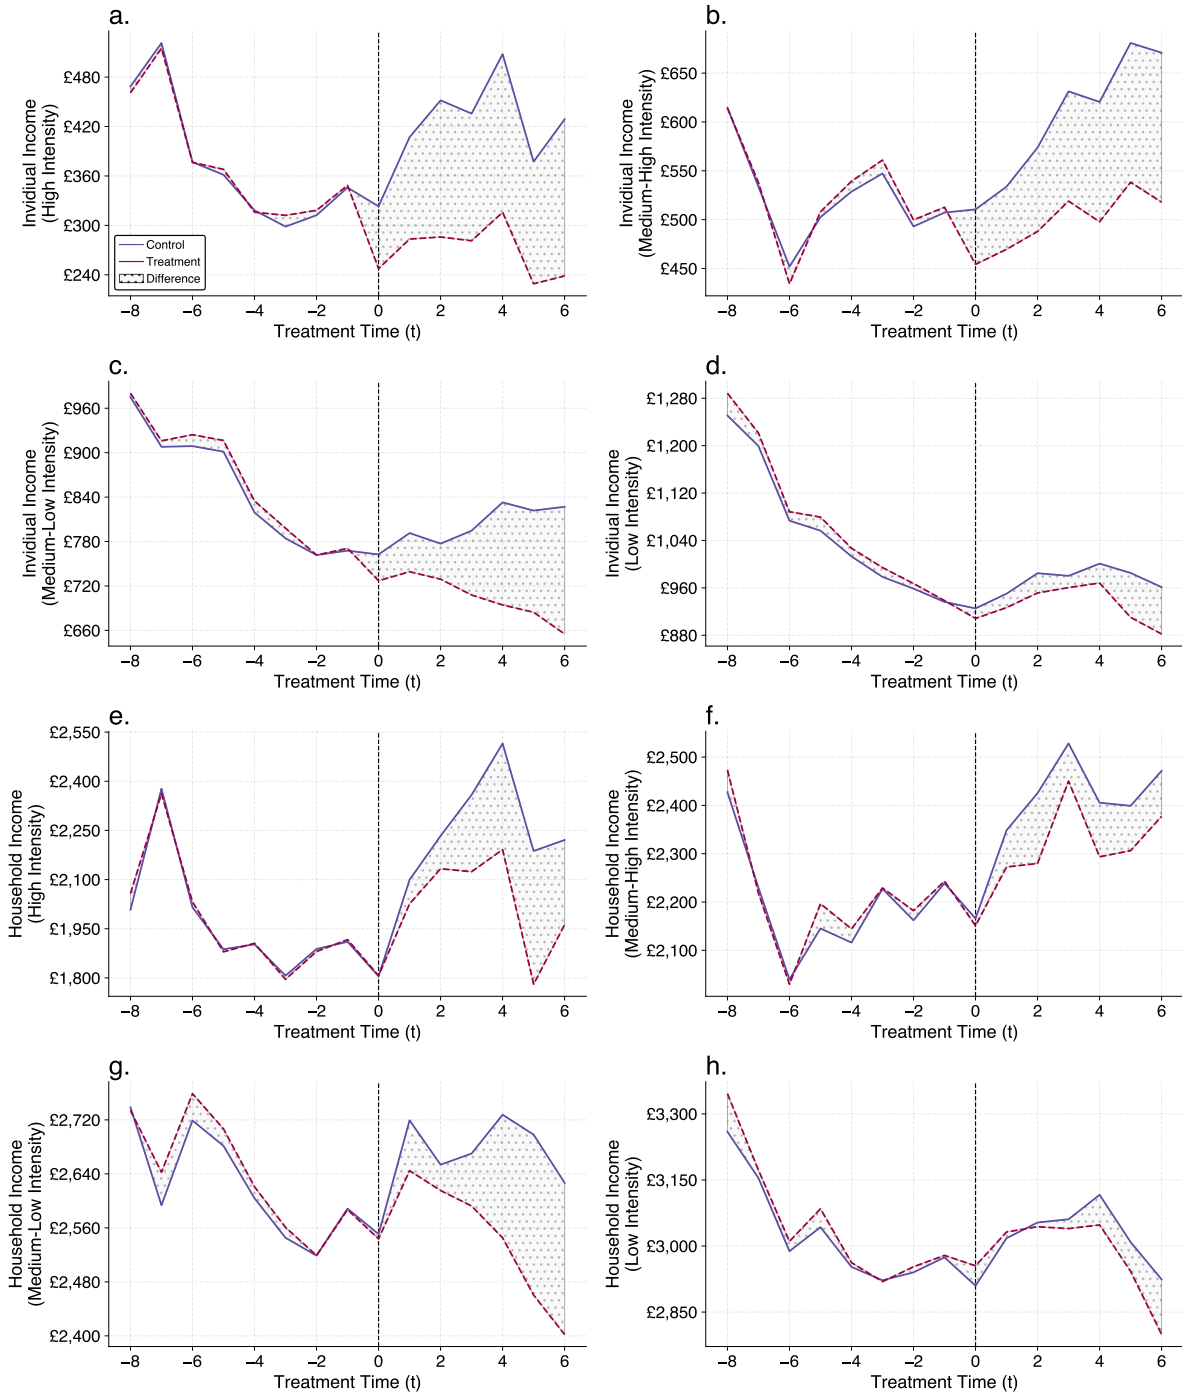 a.
Invidiual Income
(High Intensity)
£480
£420
£360
£300
£240
Control
Treatment
Difference
−8 −6 −4 −2 0 2 4 6
Treatment Time (t)
b.
Invidiual Income
(Medium-High Intensity)
£650
£600
£550
£500
£450
−8 −6 −4 −2 0 2 4 6
Treatment Time (t)
c.
Invidiual Income
(Medium-Low Intensity)
£960
£900
£840
£780
£720
£660
−8 −6 −4 −2 0 2 4 6
Treatment Time (t)
d.
Invidiual Income
(Low Intensity)
£1,280
£1,200
£1,120
£1,040
£960
£880
−8 −6 −4 −2 0 2 4 6
Treatment Time (t)
e.
Household Income
(High Intensity)
£2,550
£2,400
£2,250
£2,100
£1,950
£1,800
−8 −6 −4 −2 0 2 4 6
Treatment Time (t)
f.
Household Income
(Medium-High Intensity)
£2,500
£2,400
£2,300
£2,200
£2,100
−8 −6 −4 −2 0 2 4 6
Treatment Time (t)
g.
Household Income
(Medium-Low Intensity)
£2,720
£2,640
£2,560
£2,480
£2,400
−8 −6 −4 −2 0 2 4 6
Treatment Time (t)
h.
Household Income
(Low Intensity)
£3,300
£3,150
£3,000
£2,850
−8 −6 −4 −2 0 2 4 6
Treatment Time (t)